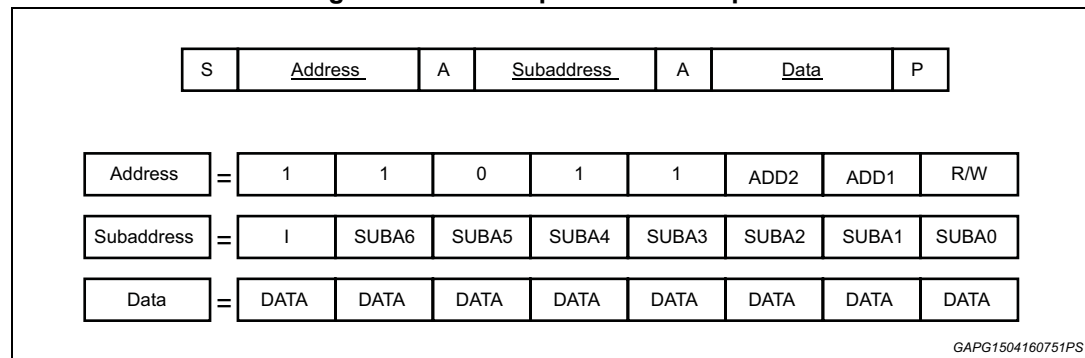 S Address A Subaddress A Data P
Address = 1 1 0 1 1 ADD2 ADD1 R/W
Subaddress = I SUBA6 SUBA5 SUBA4 SUBA3 SUBA2 SUBA1 SUBA0
Data = DATA DATA DATA DATA DATA DATA DATA DATA
GAPG1504160751PS